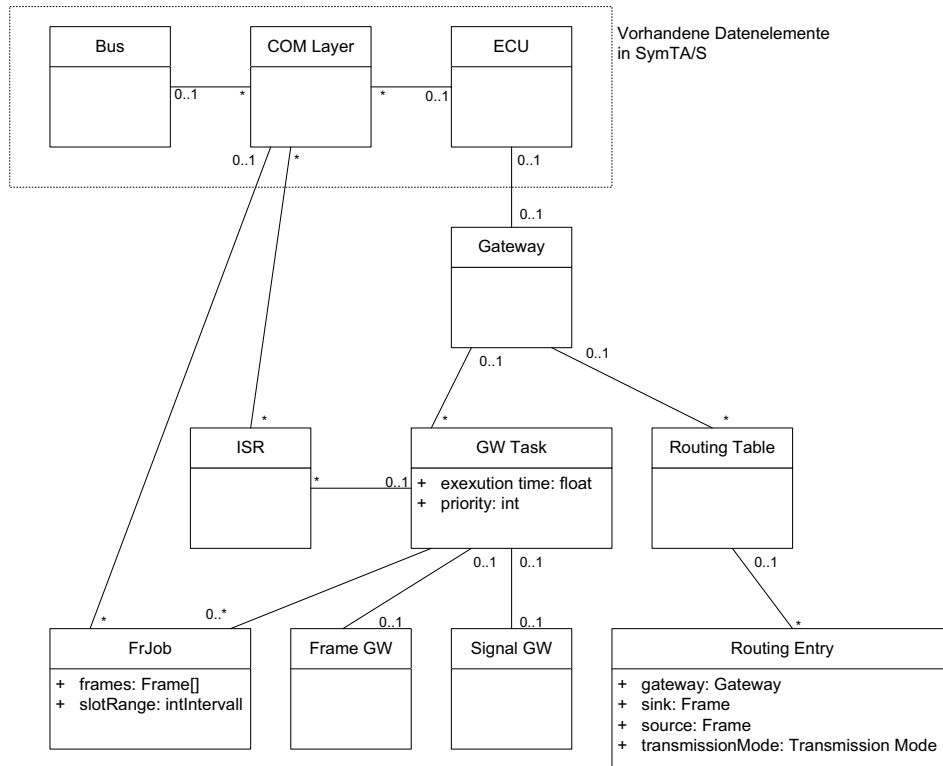 Bus
COM Layer
ECU
Vorhandene Datenelemente
in SymTA/S
0..1
*
*
0..1
0..1
*
0..1
0..1
Gateway
0..1
0..1
*
*
*
ISR
GW Task
Routing Table
*
0..1
+ exexution time: float
+ priority: int
0..1
0..1
0..1
*
0..*
0..1
0..1
*
FrJob
Frame GW
Signal GW
Routing Entry
+ frames: Frame[]
+ slotRange: intIntervall
+ gateway: Gateway
+ sink: Frame
+ source: Frame
+ transmissionMode: Transmission Mode